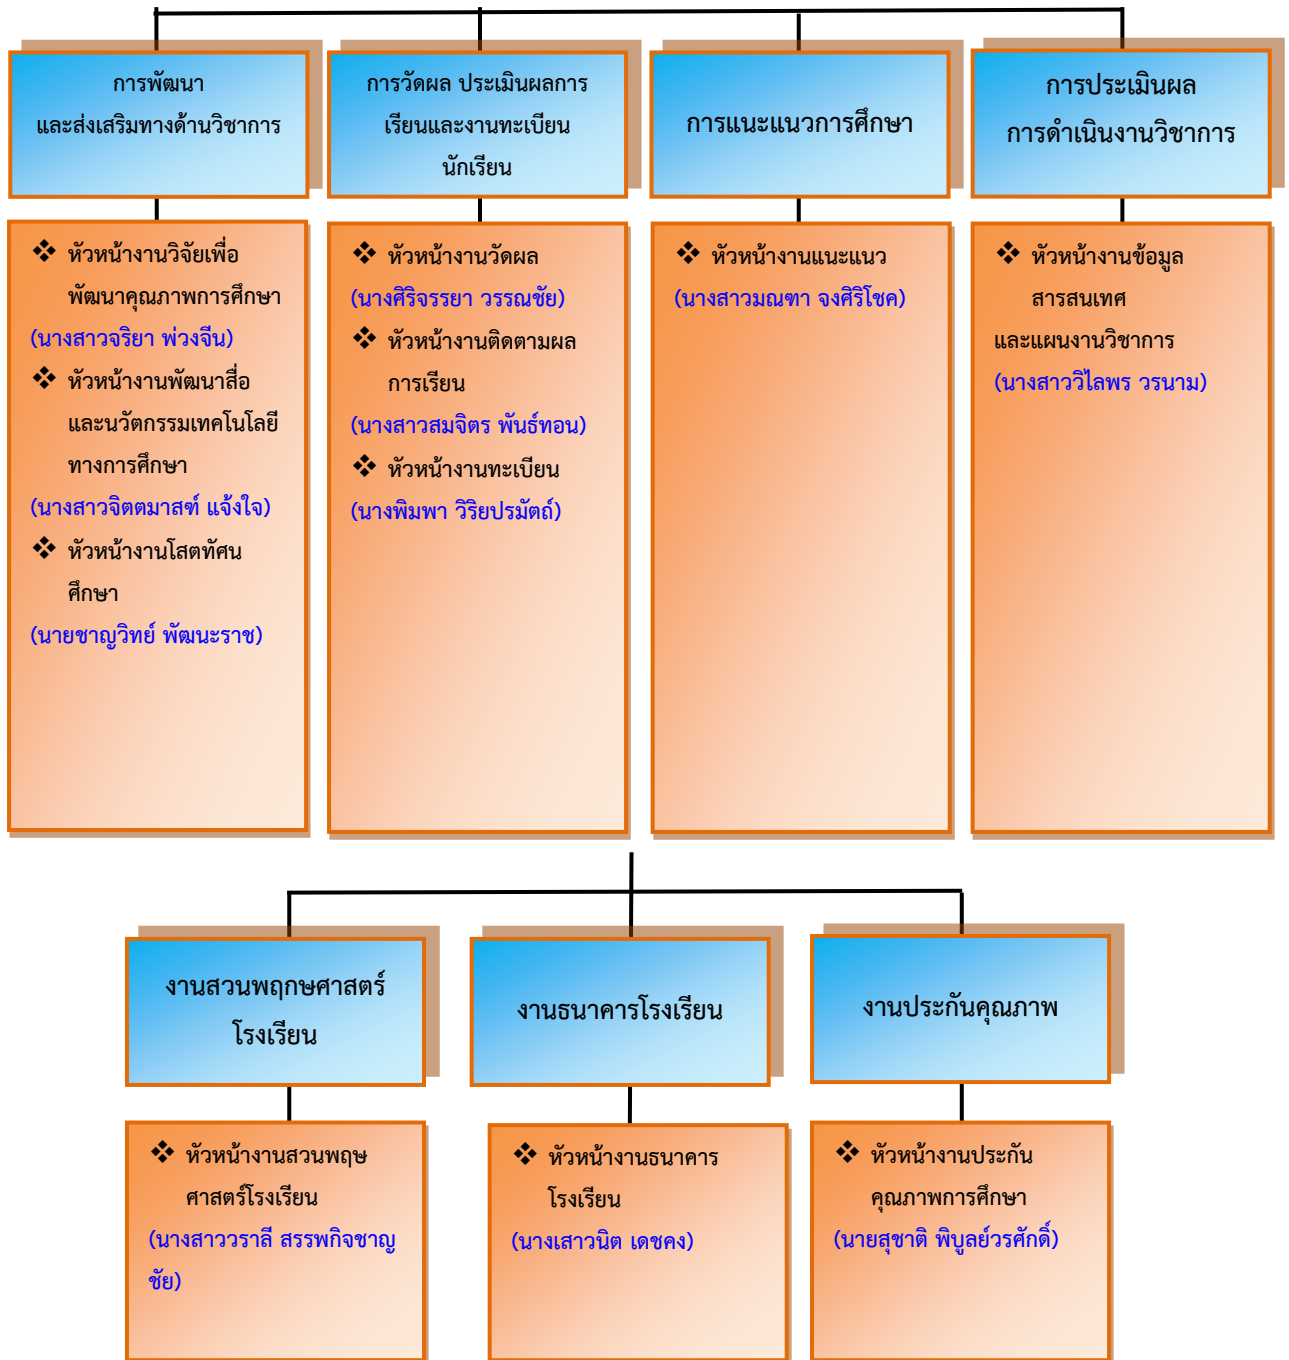 การพัฒนา
และส่งเสริมทางด้านวิชาการ
การวัดผล ประเมินผลการ
เรียนและงานทะเบียน
นักเรียน
การแนะแนวการศึกษา
การประเมินผล
การดำเนินงานวิชาการ
❖ หัวหน้างานวิจัยเพื่อ
พัฒนาคุณภาพการศึกษา
(นางสาวจริยา พ่วงจีน)
❖ หัวหน้างานพัฒนาสื่อ
และนวัตกรรมเทคโนโลยี
ทางการศึกษา
(นางสาวจิตตมาสฑ์ แจ้งใจ)
❖ หัวหน้างานโสตทัศน
ศึกษา
(นายชาญวิทย์ พัฒนะราช)
❖ หัวหน้างานวัดผล
(นางศิริจรรยา วรรณชัย)
❖ หัวหน้างานติดตามผล
การเรียน
(นางสาวสมจิตร พันธ์ทอน)
❖ หัวหน้างานทะเบียน
(นางพิมพา วิริยปรมัตถ์)
❖ หัวหน้างานแนะแนว
(นางสาวมณฑา จงศิริโชค)
❖ หัวหน้างานข้อมูล
สารสนเทศ
และแผนงานวิชาการ
(นางสาววิไลพร วรนาม)
งานสวนพฤกษศาสตร์
โรงเรียน
งานธนาคารโรงเรียน
งานประกันคุณภาพ
❖ หัวหน้างานสวนพฤษ
ศาสตร์โรงเรียน
(นางสาววราลี สรรพกิจชาญ
ชัย)
❖ หัวหน้างานธนาคาร
โรงเรียน
(นางเสาวนิต เดชคง)
❖ หัวหน้างานประกัน
คุณภาพการศึกษา
(นายสุชาติ พิบูลย์วรศักดิ์)